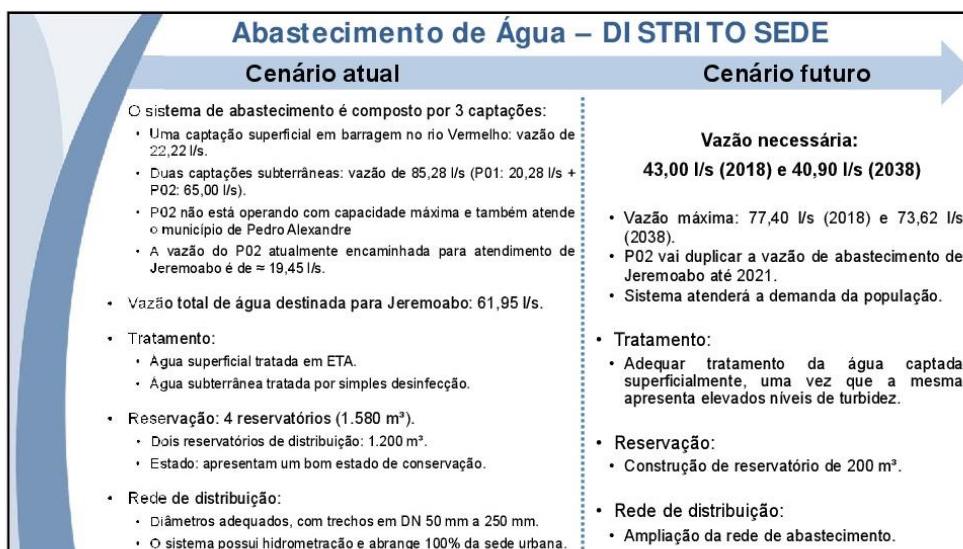 Abastecimento de Água – DISTRITO SEDE
Cenário atual
O sistema de abastecimento é composto por 3 captações:
• Uma captação superficial em barragem no rio Vermelho: vazão de
22,22 l/s.
• Duas captações subterrâneas: vazão de 85,28 l/s (P01: 20,28 l/s +
P02: 65,00 l/s).
• P02 não está operando com capacidade máxima e também atende
o município de Pedro Alexandre
• A vazão do P02 atualmente encaminhada para atendimento de
Jeremoabo é de ≈ 19,45 l/s.
• Vazão total de água destinada para Jeremoabo: 61,95 l/s.
• Tratamento:
• Água superficial tratada em ETA.
• Água subterrânea tratada por simples desinfecção.
• Reservação: 4 reservatórios (1.580 m³).
• Dois reservatórios de distribuição: 1.200 m³.
• Estado: apresentam um bom estado de conservação.
• Rede de distribuição:
• Diâmetros adequados, com trechos em DN 50 mm a 250 mm.
• O sistema possui hidrometração e abrange 100% da sede urbana.
Cenário futuro
Vazão necessária:
43,00 l/s (2018) e 40,90 l/s (2038)
• Vazão máxima: 77,40 l/s (2018) e 73,62 l/s
(2038).
• P02 vai duplicar a vazão de abastecimento de
Jeremoabo até 2021.
• Sistema atenderá a demanda da população.
• Tratamento:
• Adequar tratamento da água captada
superficialmente, uma vez que a mesma
apresenta elevados níveis de turbidez.
• Reservação:
• Construção de reservatório de 200 m³.
• Rede de distribuição:
• Ampliação da rede de abastecimento.